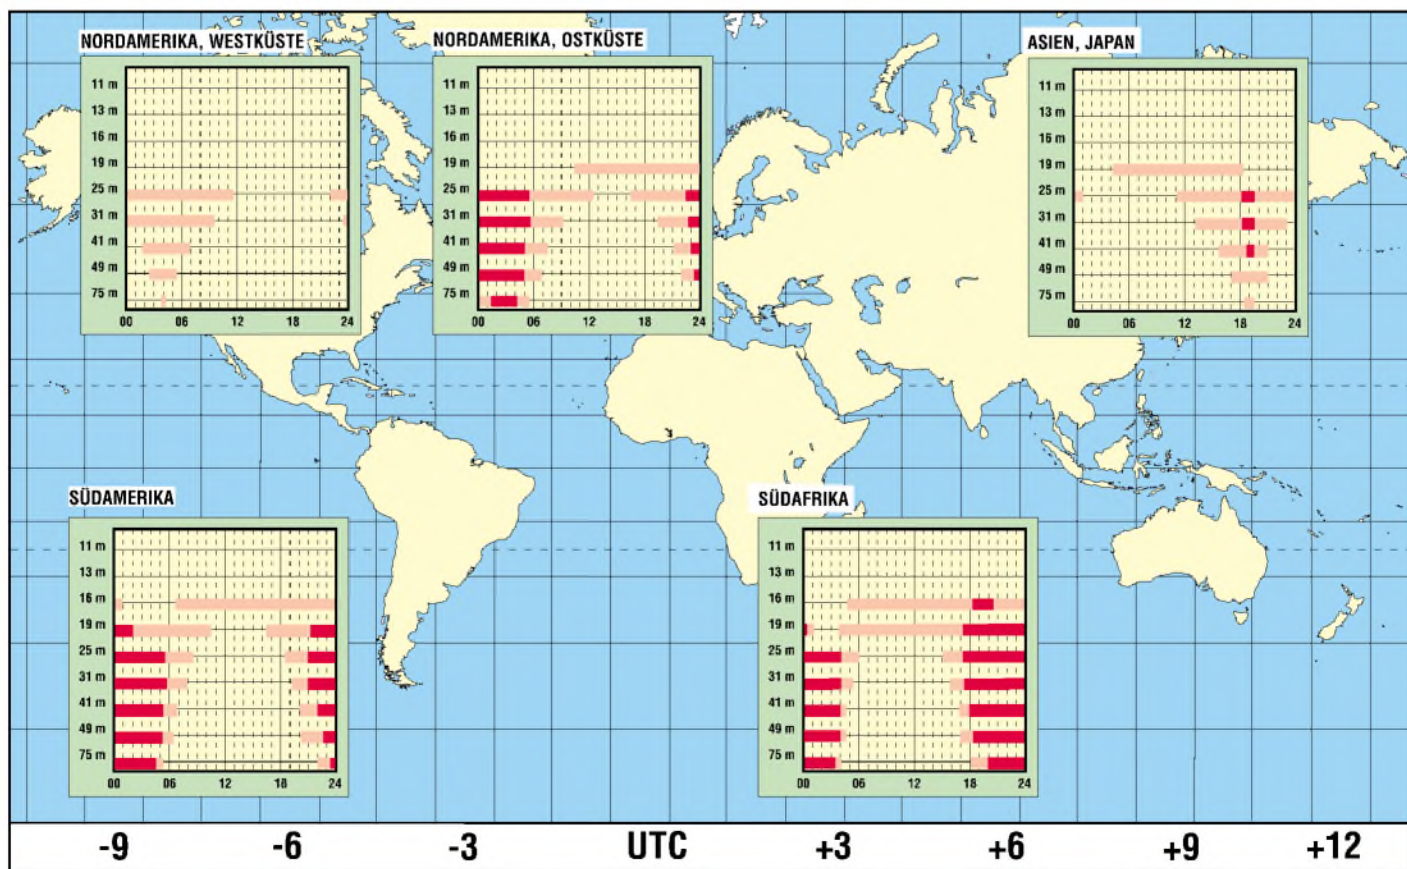 NORDAMERIKA, WESTKÜSTE
11 m
13 m
16 m
19 m
25 m
31 m
41 m
49 m
75 m
00 06 12 18 24
NORDAMERIKA, OSTKÜSTE
11 m
13 m
16 m
19 m
25 m
31 m
41 m
49 m
75 m
00 06 12 18 24
ASIEN, JAPAN
11 m
13 m
16 m
19 m
25 m
31 m
41 m
49 m
75 m
00 06 12 18 24
SÜDAMERIKA
11 m
13 m
16 m
19 m
25 m
31 m
41 m
49 m
75 m
00 06 12 18 24
SÜDAFRIKA
11 m
13 m
16 m
19 m
25 m
31 m
41 m
49 m
75 m
00 06 12 18 24
-9 -6 -3 UTC +3 +6 +9 +12